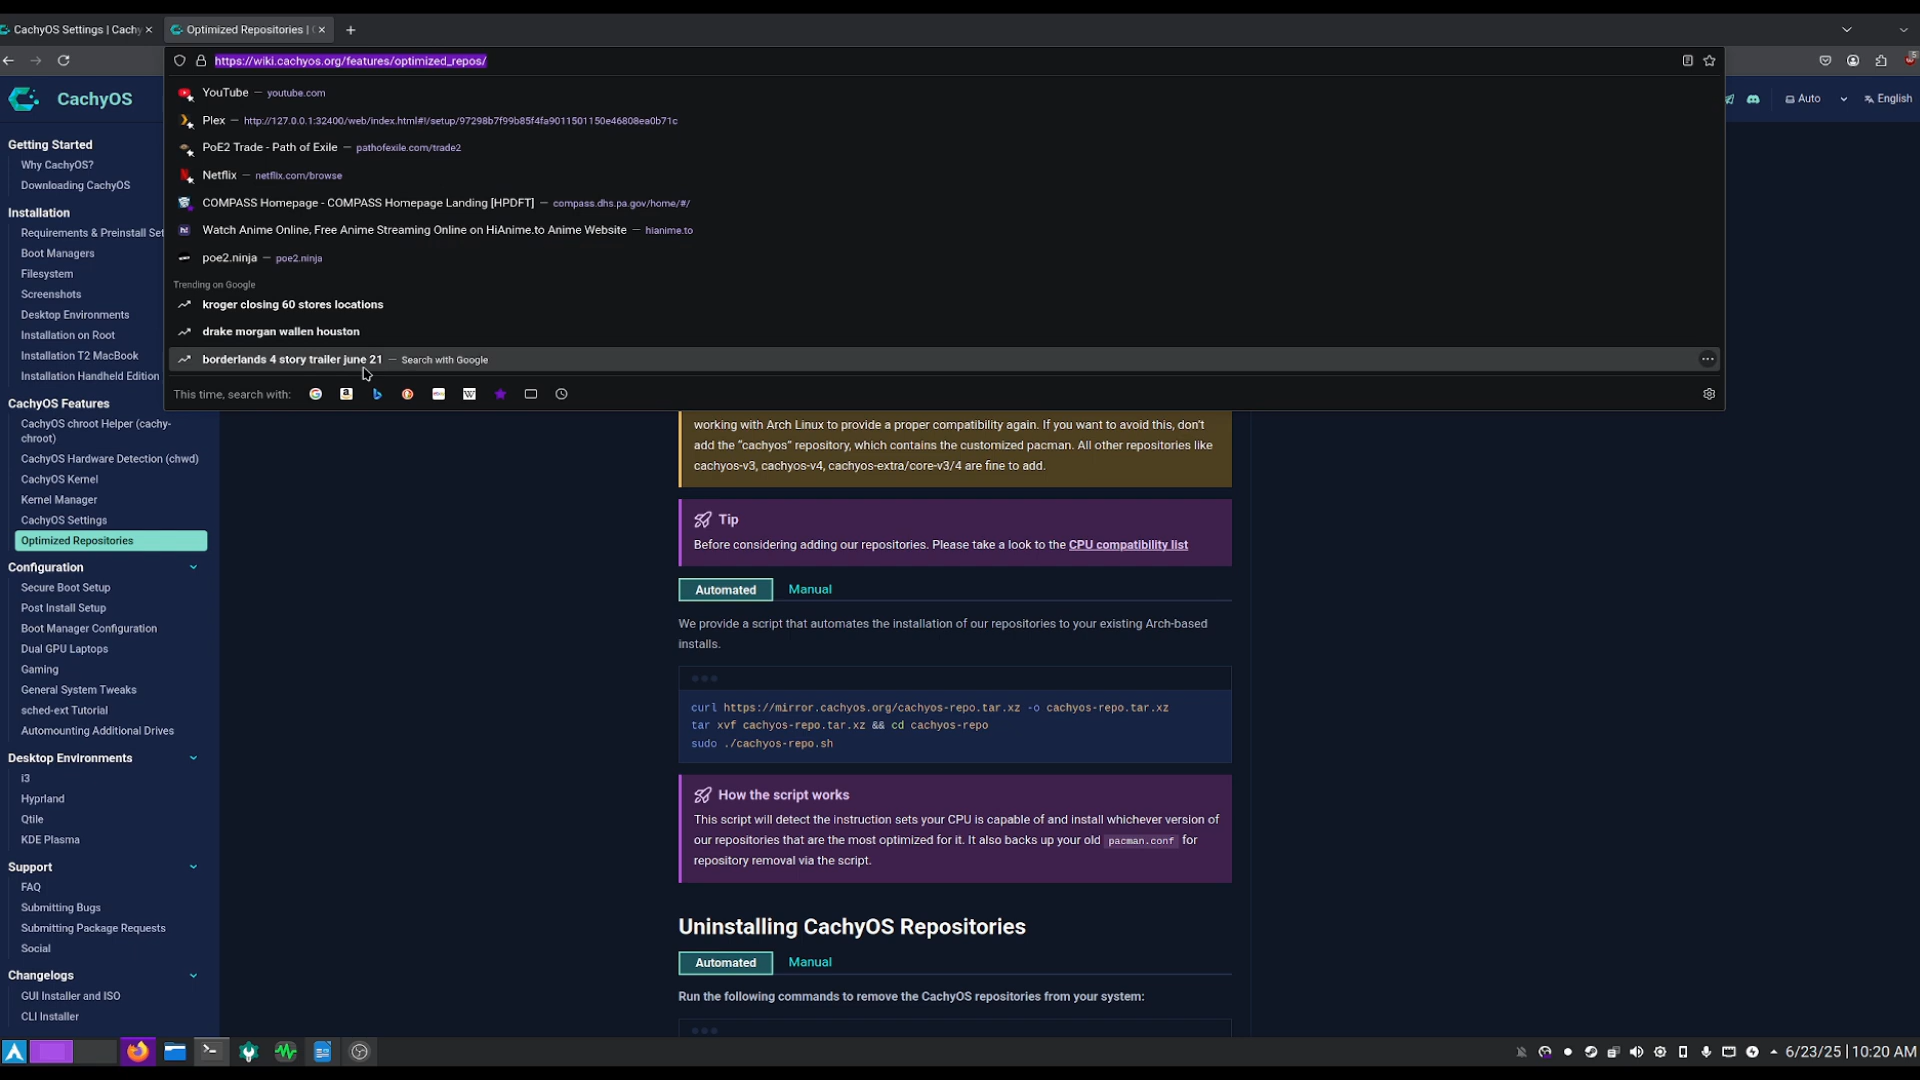 CachyOS Settings | Cachy
Optimized Repositories |
https://wiki.cachyos.org/features/optimized_repos/
YouTube — youtube.com
Plex — http://127.0.0.1:32400/web/index.html#!/setup/97298b7f99b85f4fa9011501150e46808ea0b71c
PoE2 Trade - Path of Exile — pathofexile.com/trade2
Netflix — netflix.com/browse
COMPASS Homepage - COMPASS Homepage Landing [HPDFT] — compass.dhs.pa.gov/home/#/
Watch Anime Online, Free Anime Streaming Online on HiAnime.to Anime Website — hianime.to
poe2.ninja — poe2.ninja
Trending on Google
kroger closing 60 stores locations
drake morgan wallen houston
borderlands 4 story trailer june 21 — Search with Google
This time, search with:
CachyOS
Auto
English
Getting Started
Why CachyOS?
Downloading CachyOS
Installation
Requirements & Preinstall Set
Boot Managers
Filesystem
Screenshots
Desktop Environments
Installation on Root
Installation T2 MacBook
Installation Handheld Edition
CachyOS Features
CachyOS chroot Helper (cachy-
chroot)
CachyOS Hardware Detection (chwd)
CachyOS Kernel
Kernel Manager
CachyOS Settings
Optimized Repositories
Configuration
Secure Boot Setup
Post Install Setup
Boot Manager Configuration
Dual GPU Laptops
Gaming
General System Tweaks
sched-ext Tutorial
Automounting Additional Drives
Desktop Environments
i3
Hyprland
Qtile
KDE Plasma
Support
FAQ
Submitting Bugs
Submitting Package Requests
Social
Changelogs
GUI Installer and ISO
CLI Installer
working with Arch Linux to provide a proper compatibility again. If you want to avoid this, don't
add the "cachyos" repository, which contains the customized pacman. All other repositories like
cachyos-v3, cachyos-v4, cachyos-extra/core-v3/4 are fine to add.
Tip
Before considering adding our repositories. Please take a look to the CPU compatibility list
Automated Manual
We provide a script that automates the installation of our repositories to your existing Arch-based
installs.
curl https://mirror.cachyos.org/cachyos-repo.tar.xz -o cachyos-repo.tar.xz
tar xvf cachyos-repo.tar.xz && cd cachyos-repo
sudo ./cachyos-repo.sh
How the script works
This script will detect the instruction sets your CPU is capable of and install whichever version of
our repositories that are the most optimized for it. It also backs up your old pacman.conf for
repository removal via the script.
Uninstalling CachyOS Repositories
Automated Manual
Run the following commands to remove the CachyOS repositories from your system:
6/23/25 | 10:20 AM